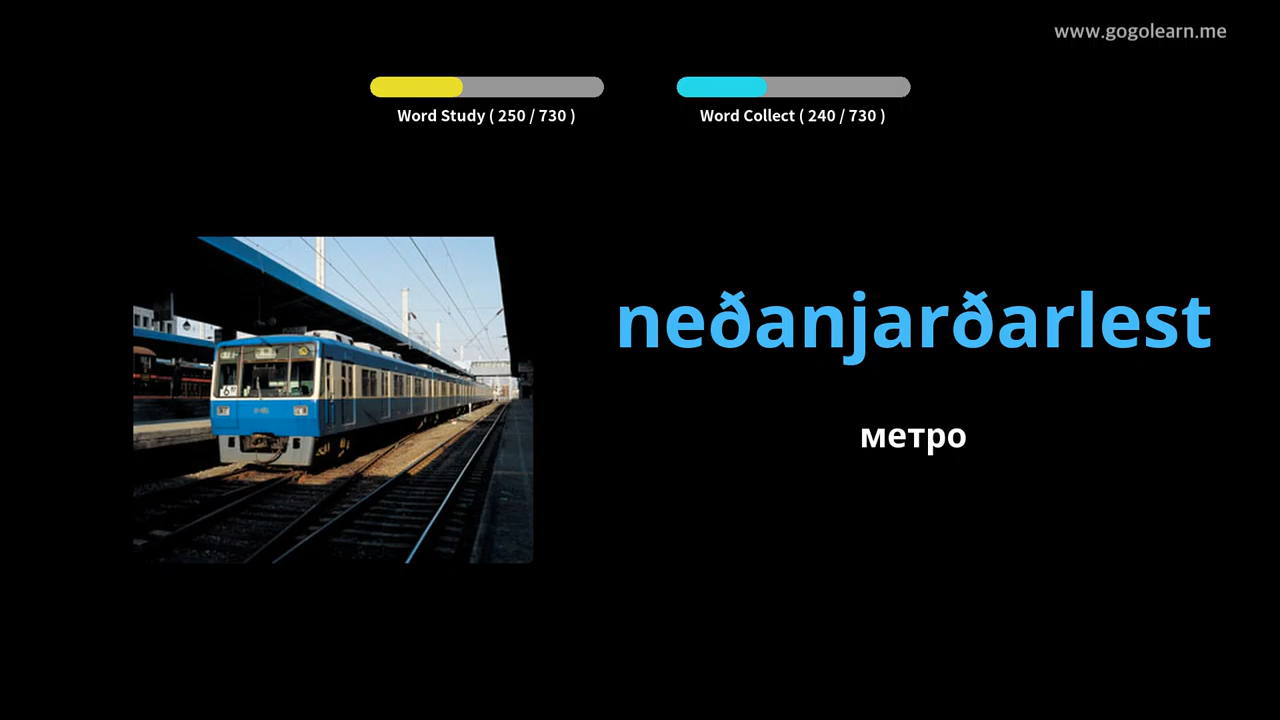 www.gogolearn.me
Word Study ( 250 / 730 )
Word Collect ( 240 / 730 )
neðanjarðarlest
метро